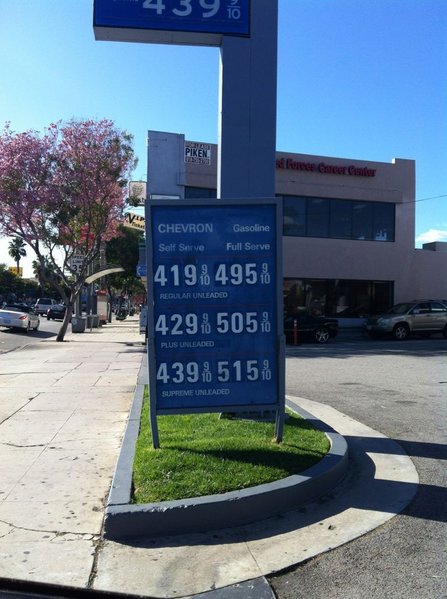 439 9/10
PIKEN
Forces Career Center
CHEVRON Gasoline
Self Serve Full Serve
419 9/10 495 9/10
REGULAR UNLEADED
429 9/10 505 9/10
PLUS UNLEADED
439 9/10 515 9/10
SUPREME UNLEADED